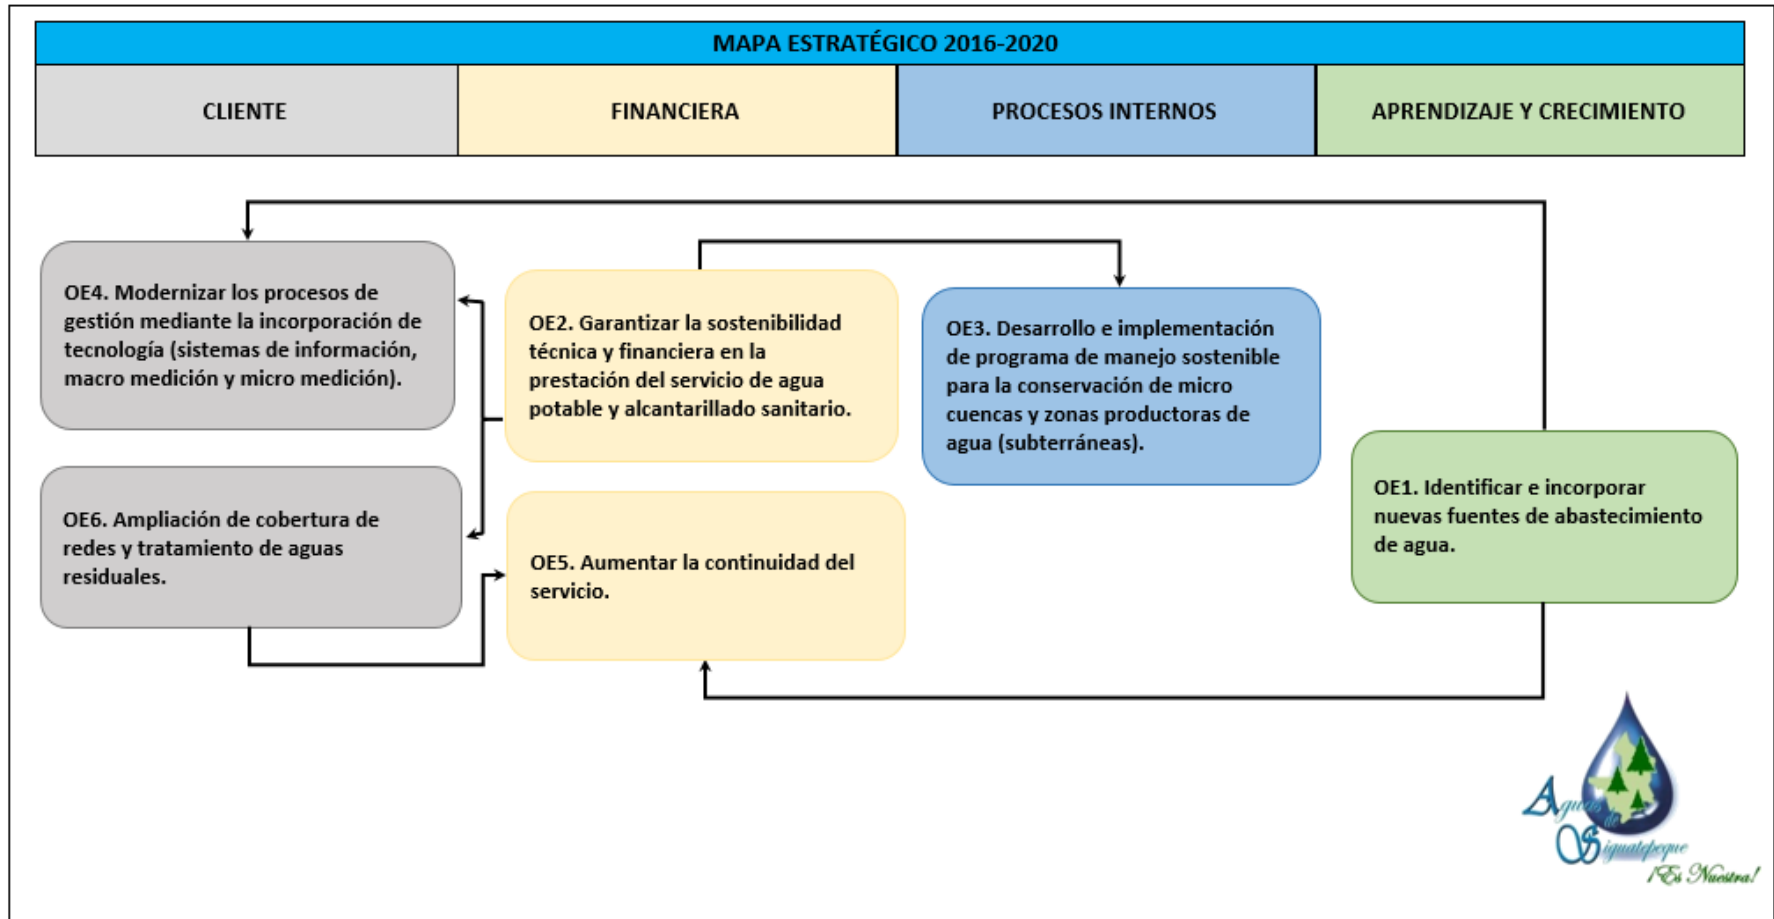 MAPA ESTRATÉGICO 2016-2020
CLIENTE
FINANCIERA
PROCESOS INTERNOS
APRENDIZAJE Y CRECIMIENTO
OE4. Modernizar los procesos de
gestión mediante la incorporación de
tecnología (sistemas de información,
macro medición y micro medición).
OE2. Garantizar la sostenibilidad
técnica y financiera en la
prestación del servicio de agua
potable y alcantarillado sanitario.
OE3. Desarrollo e implementación
de programa de manejo sostenible
para la conservación de micro
cuencas y zonas productoras de
agua (subterráneas).
OE1. Identificar e incorporar
nuevas fuentes de abastecimiento
de agua.
OE6. Ampliación de cobertura de
redes y tratamiento de aguas
residuales.
OE5. Aumentar la continuidad del
servicio.
Aguas
de
Siguatepeque
¡Es Nuestra!